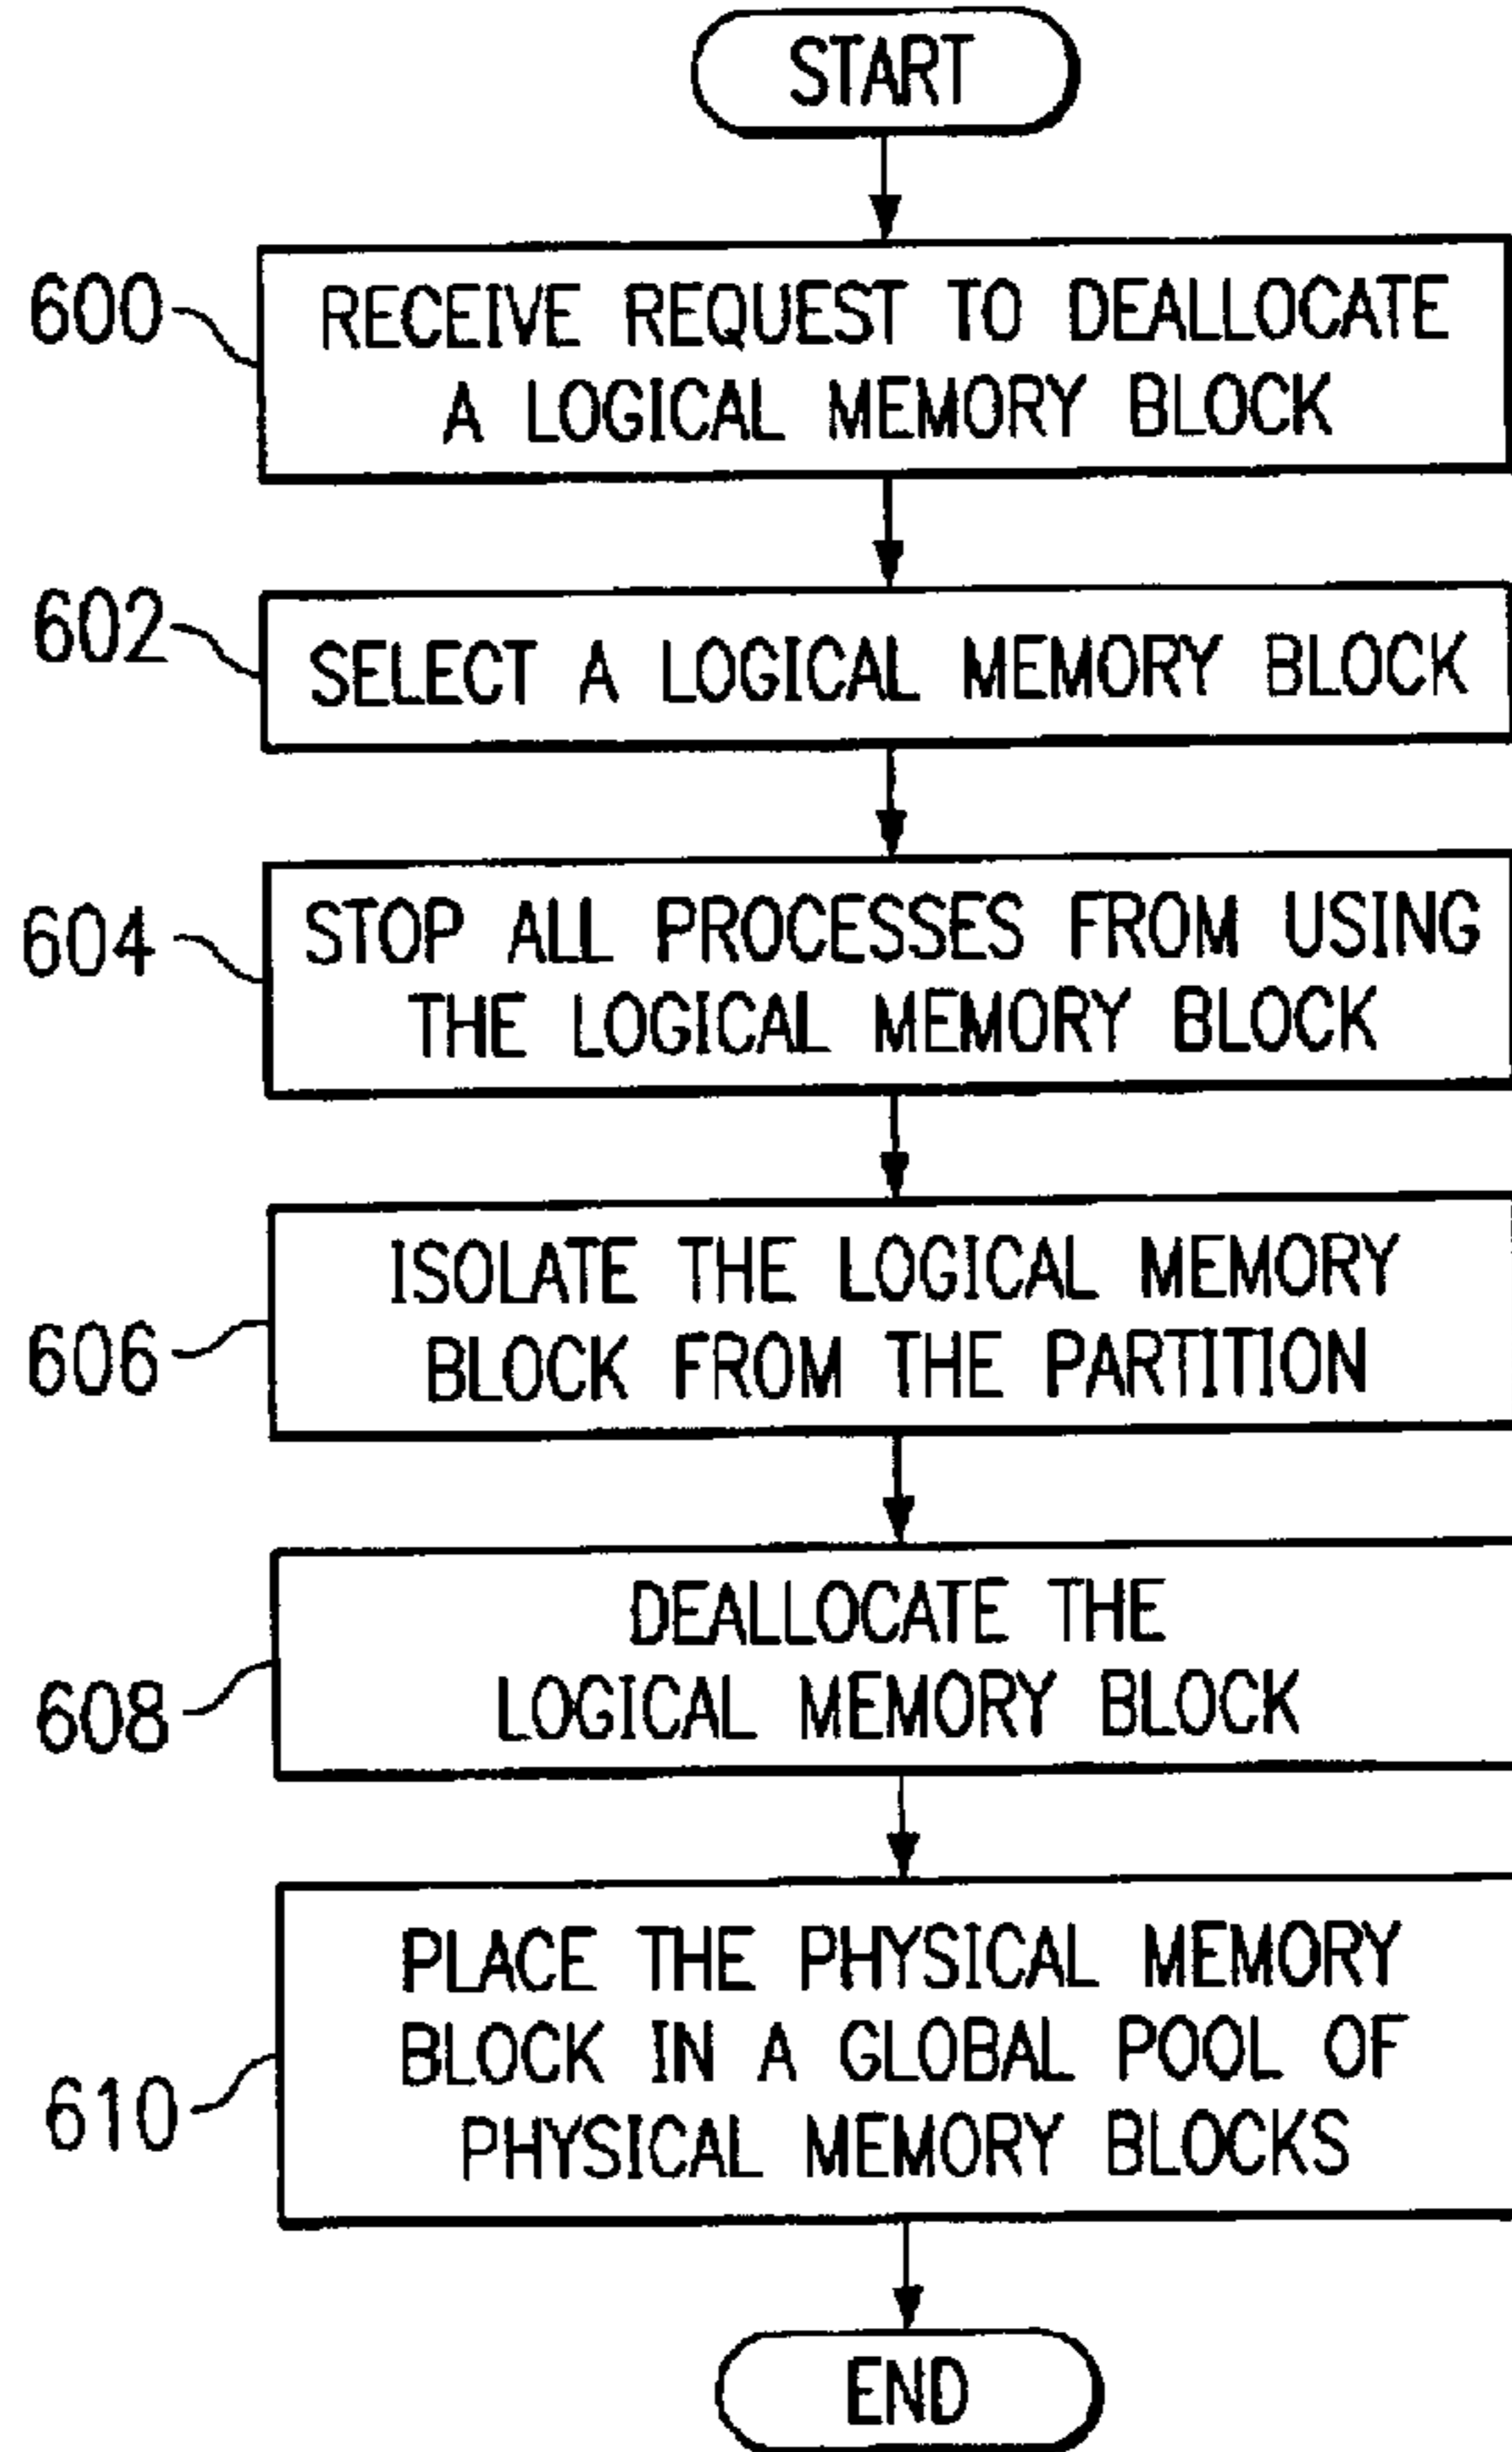 START
600
RECEIVE REQUEST TO DEALLOCATE
A LOGICAL MEMORY BLOCK
602
SELECT A LOGICAL MEMORY BLOCK
604
STOP ALL PROCESSES FROM USING
THE LOGICAL MEMORY BLOCK
606
ISOLATE THE LOGICAL MEMORY
BLOCK FROM THE PARTITION
608
DEALLOCATE THE
LOGICAL MEMORY BLOCK
610
PLACE THE PHYSICAL MEMORY
BLOCK IN A GLOBAL POOL OF
PHYSICAL MEMORY BLOCKS
END